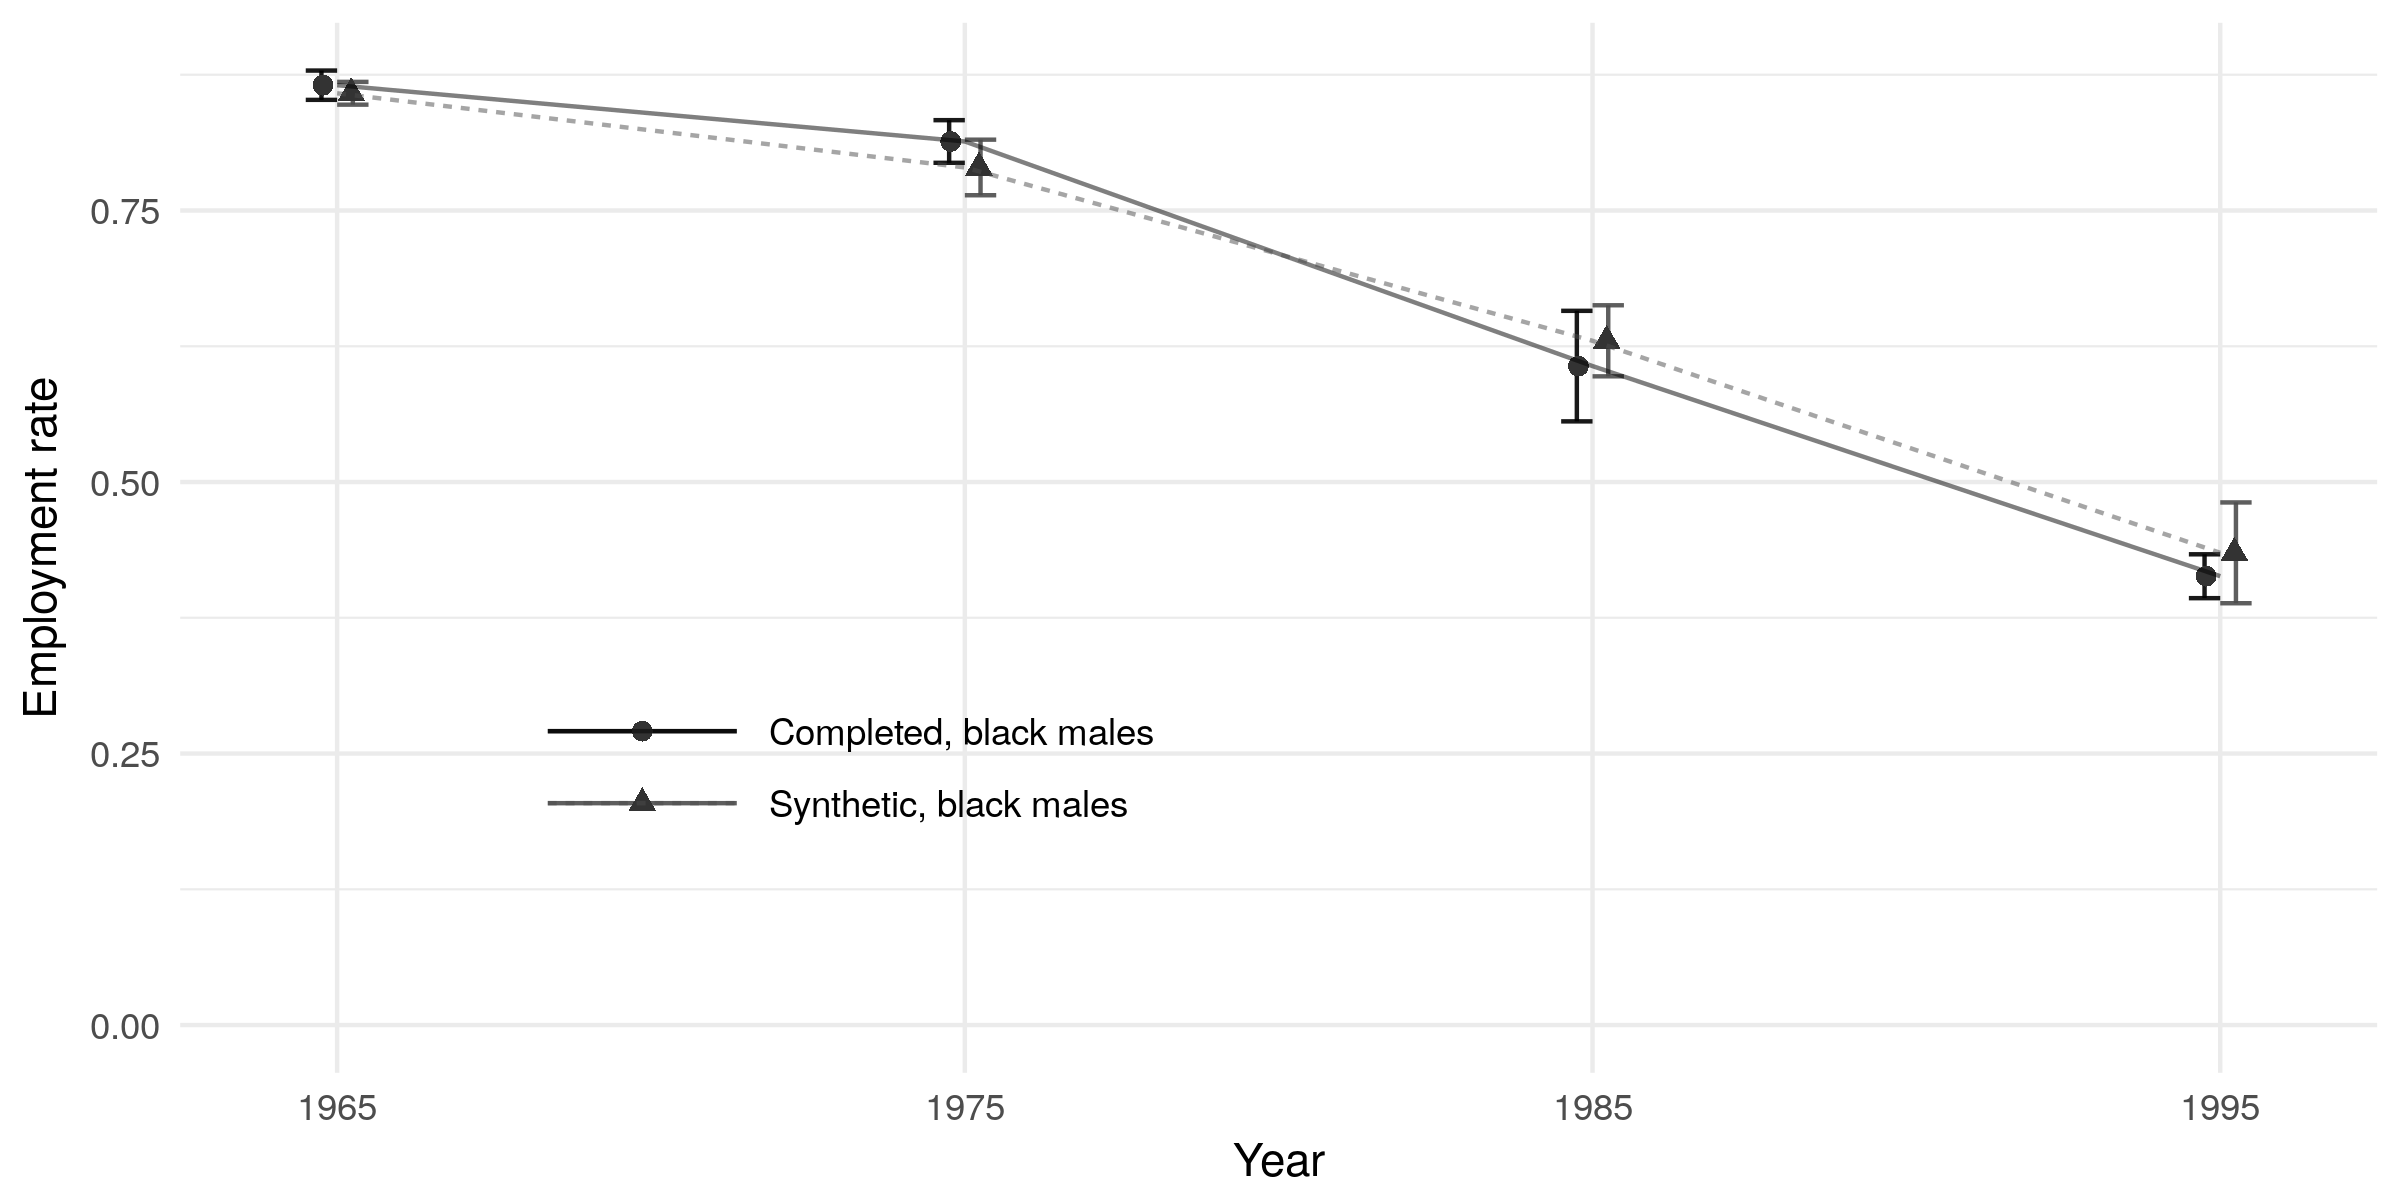 Employment rate
0.75
0.50
0.25
0.00
Completed, black males
Synthetic, black males
1965 1975 1985 1995
Year